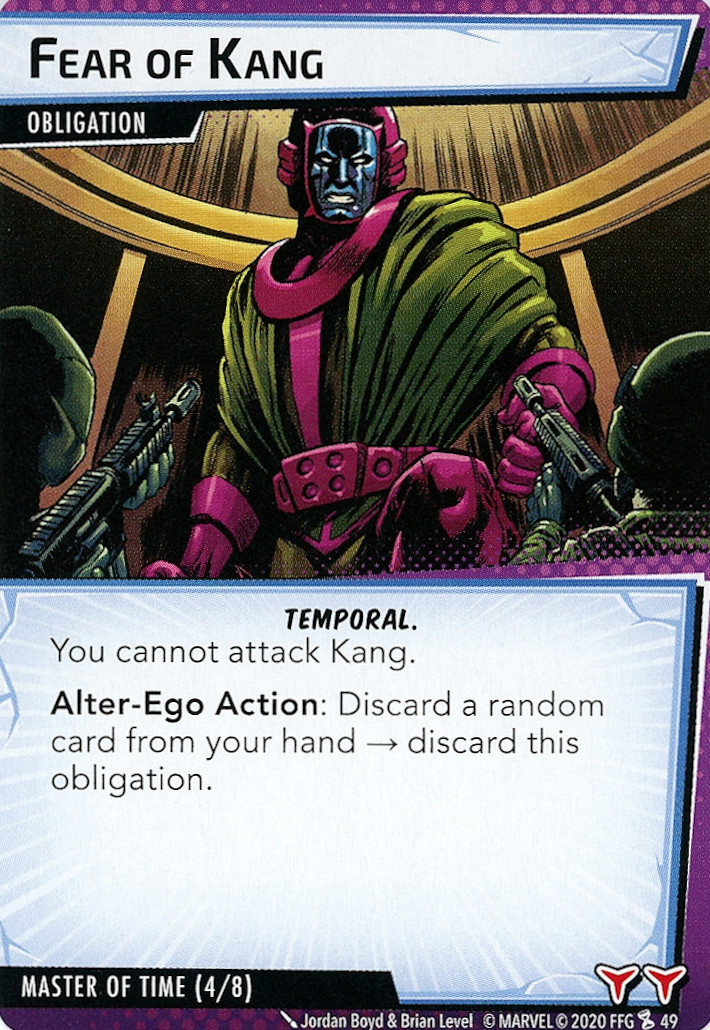 FEAR OF KANG
OBLIGATION
TEMPORAL.
You cannot attack Kang.
Alter-Ego Action: Discard a random
card from your hand → discard this
obligation.
MASTER OF TIME (4/8)
Jordan Boyd & Brian Level © MARVEL © 2020 FFG 49